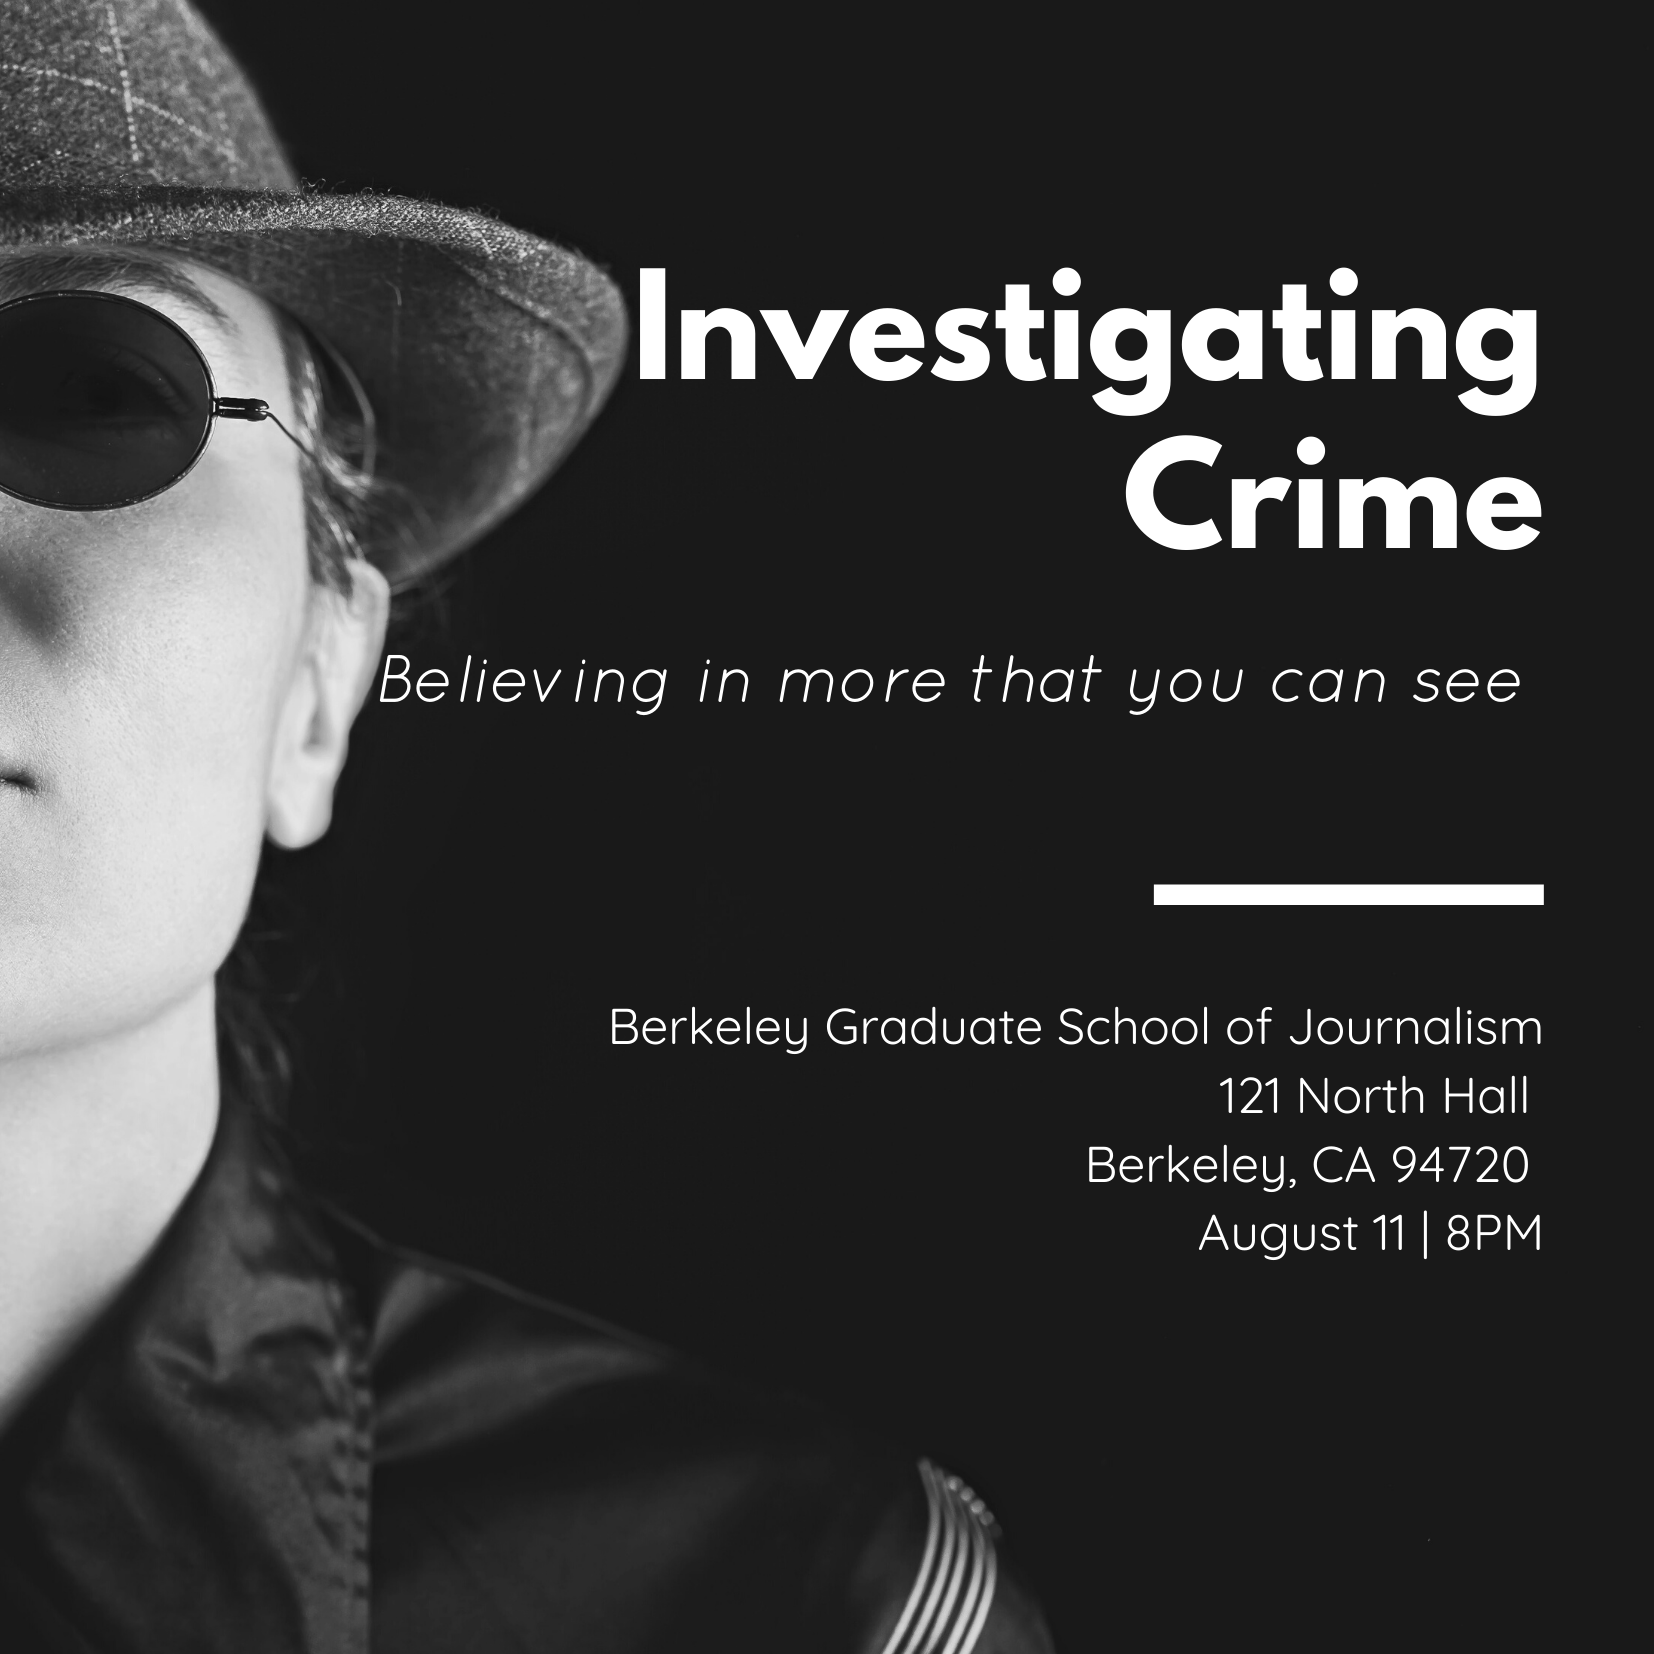 Investigating
Crime
Believing in more that you can see
Berkeley Graduate School of Journalism
121 North Hall
Berkeley, CA 94720
August 11 | 8PM